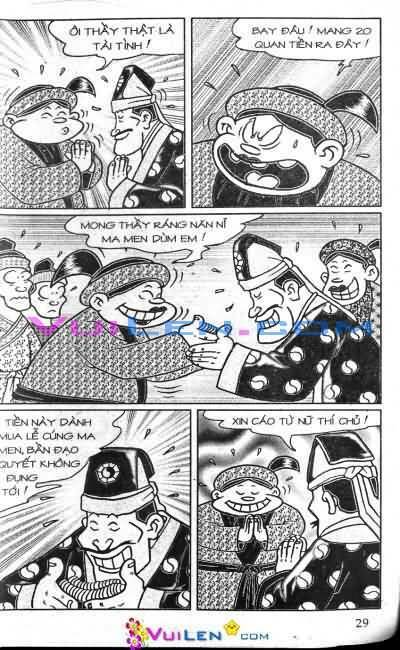 ÔI THẦY THẬT LÀ
TÀI TÌNH !
BAY ĐÂU ! MANG 20
QUAN TIỀN RA ĐÂY !
MONG THẦY RÁNG NĂN NỈ
MA MEN DÙM EM !
VUILEN.COM
TIỀN NÀY DÀNH
MUA LỄ CÚNG MA
MEN, BẦN ĐẠO
QUYẾT KHÔNG
ĐỤNG
TỚI !
XIN CÁO TỪ NỮ THÍ CHỦ !
29
VUILEN.COM